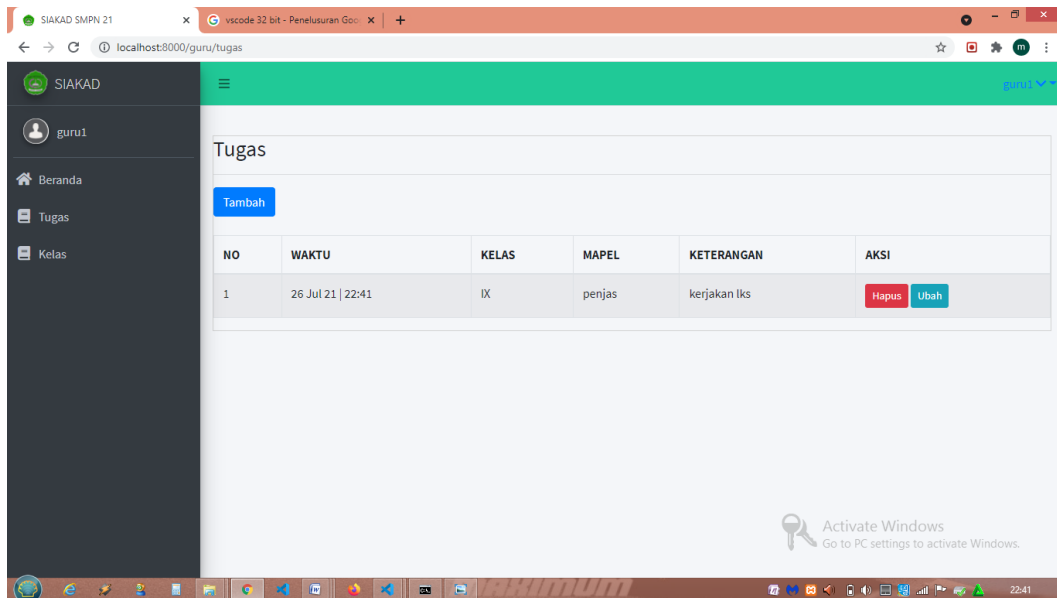 SIAKAD SMPN 21
vscode 32 bit - Penelusuran Goo
localhost:8000/guru/tugas
m
SIAKAD
guru1
guru1
Beranda
Tugas
Kelas
Tugas
Tambah
NO WAKTU KELAS MAPEL KETERANGAN AKSI
1 26 Jul 21 | 22:41 IX penjas kerjakan lks Hapus Ubah
Activate Windows
Go to PC settings to activate Windows.
22:41